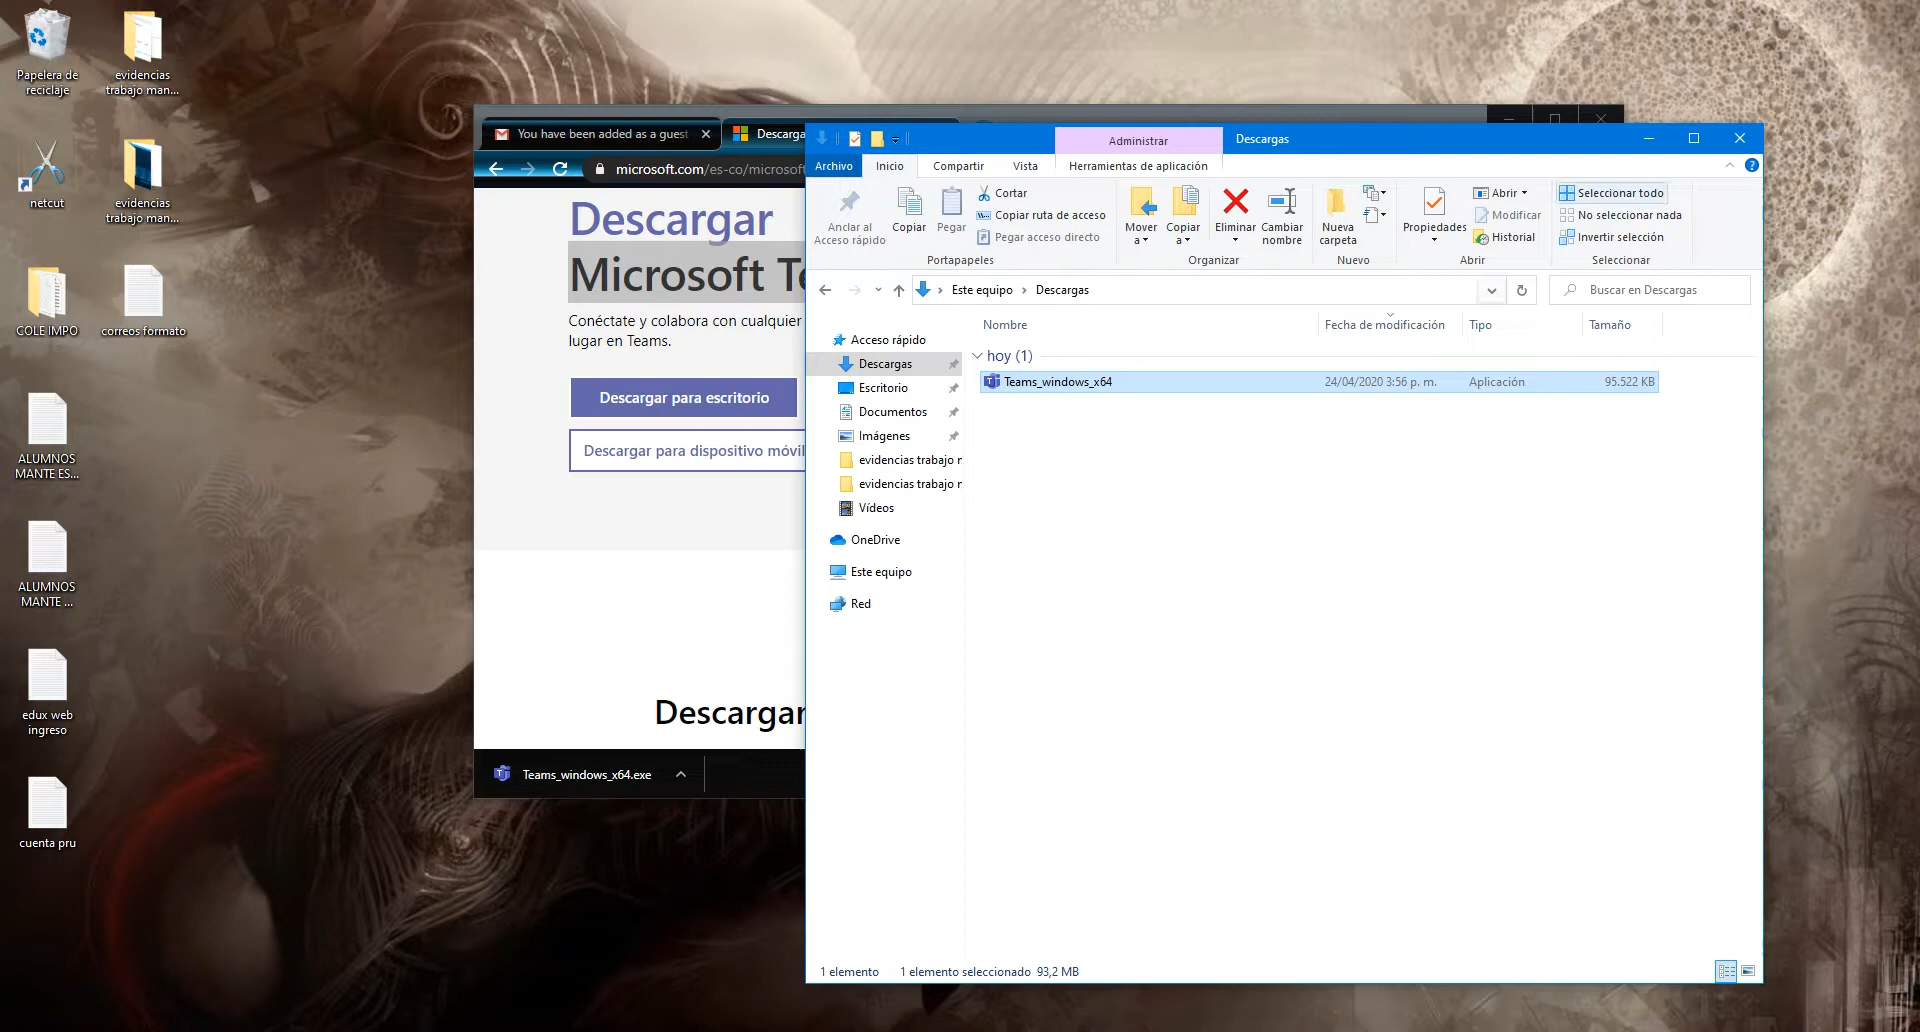 Papelera de
reciclaje
evidencias
trabajo man...
netcut
evidencias
trabajo man...
COLE IMPO
correos formato
ALUMNOS
MANTE ES...
ALUMNOS
MANTE ...
edux web
ingreso
cuenta pru
You have been added as a guest
Descarga
microsoft.com/es-co/microsoft
Descargar
Microsoft Te
Conéctate y colabora con cualquier
lugar en Teams.
Descargar para escritorio
Descargar para dispositivo móvil
Descargar
Teams_windows_x64.exe
Administrar
Descargas
Archivo
Inicio
Compartir
Vista
Herramientas de aplicación
Anclar al
Acceso rápido
Copiar
Pegar
Cortar
Copiar ruta de acceso
Pegar acceso directo
Portapapeles
Mover
a
Copiar
a
Eliminar
Cambiar
nombre
Organizar
Nueva
carpeta
Nuevo
Propiedades
Abrir
Modificar
Historial
Abrir
Seleccionar todo
No seleccionar nada
Invertir selección
Seleccionar
Este equipo › Descargas
Buscar en Descargas
Nombre
Fecha de modificación
Tipo
Tamaño
Acceso rápido
Descargas
Escritorio
Documentos
Imágenes
evidencias trabajo
evidencias trabajo
Vídeos
OneDrive
Este equipo
Red
hoy (1)
Teams_windows_x64 24/04/2020 3:56 p. m. Aplicación 95.522 KB
1 elemento 1 elemento seleccionado 93,2 MB